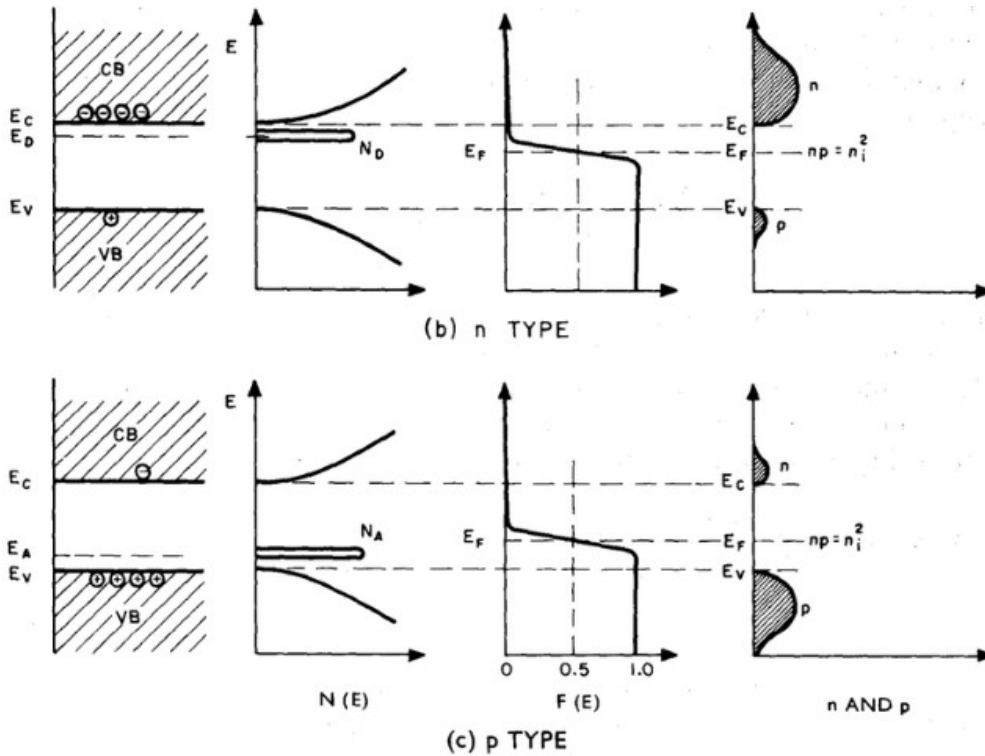 E
CB
n
E_C
E_D
N_D
E_F
E_C
E_F
np = n_i^2
E_V
E_V
VB
p
(b) n TYPE
E
CB
n
E_C
E_C
N_A
E_A
E_F
E_F
np = n_i^2
E_V
E_V
VB
p
0 0.5 1.0
N (E) F (E) n AND p
(c) p TYPE